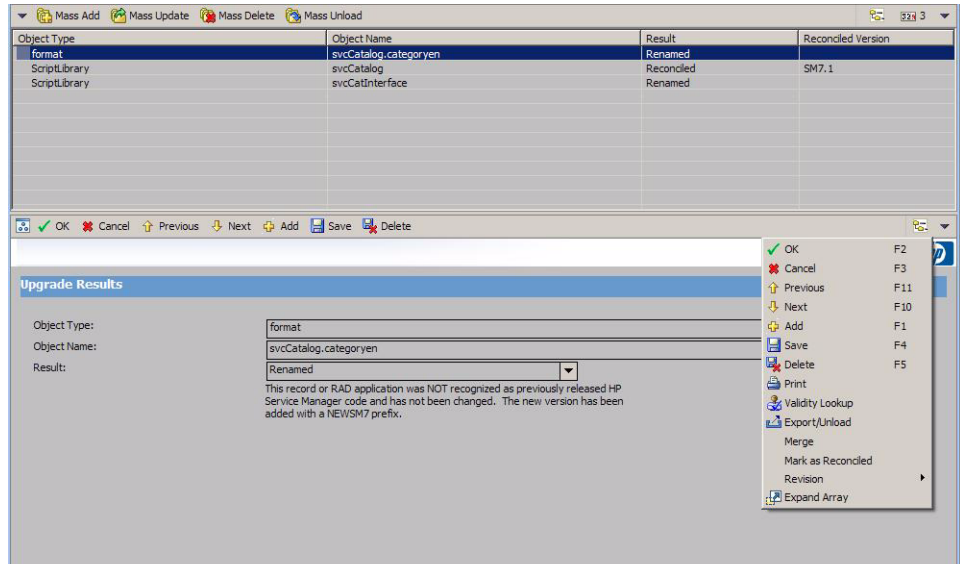 Mass Add Mass Update Mass Delete Mass Unload 3
Object Type Object Name Result Reconciled Version
format svcCatalog.categoryen Renamed
ScriptLibrary svcCatalog Reconciled SM7.1
ScriptLibrary svcCatInterface Renamed
OK Cancel Previous Next Add Save Delete
Upgrade Results
Object Type: format
Object Name: svcCatalog.categoryen
Result: Renamed
This record or RAD application was NOT recognized as previously released HP
Service Manager code and has not been changed. The new version has been
added with a NEWSM7 prefix.
OK F2
Cancel F3
Previous F11
Next F10
Add F1
Save F4
Delete F5
Print
Validity Lookup
Export/Unload
Merge
Mark as Reconciled
Revision
Expand Array